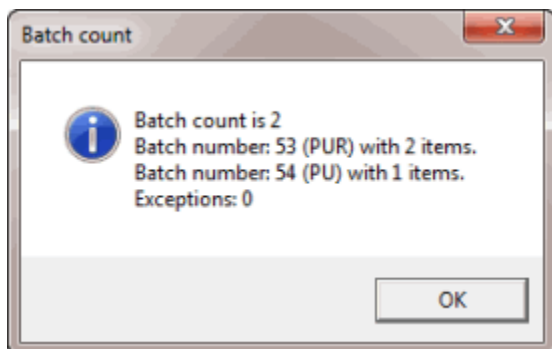 Batch count
Batch count is 2
Batch number: 53 (PUR) with 2 items.
Batch number: 54 (PU) with 1 items.
Exceptions: 0
OK